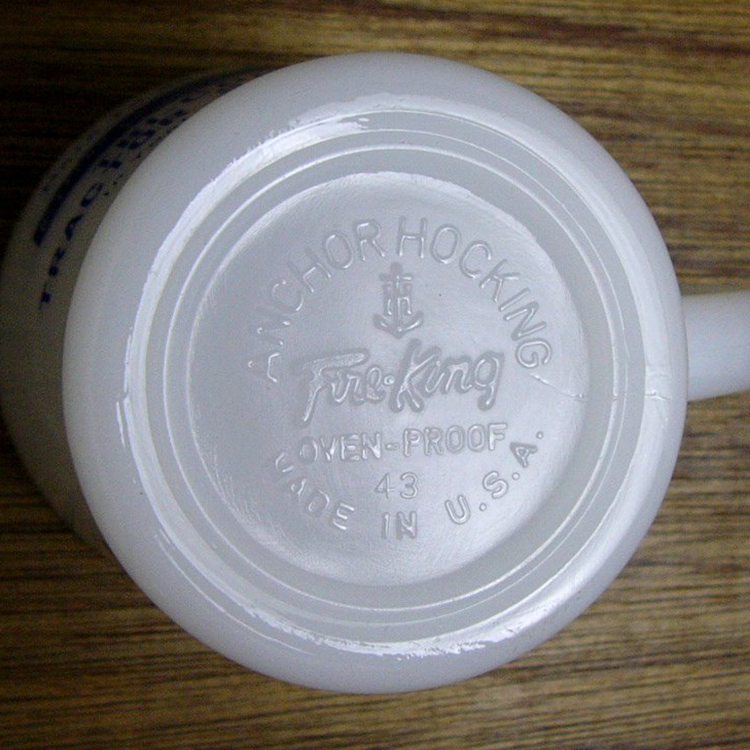 ANCHOR HOCKING
Fire-King
OVEN-PROOF
43
MADE IN U.S.A.